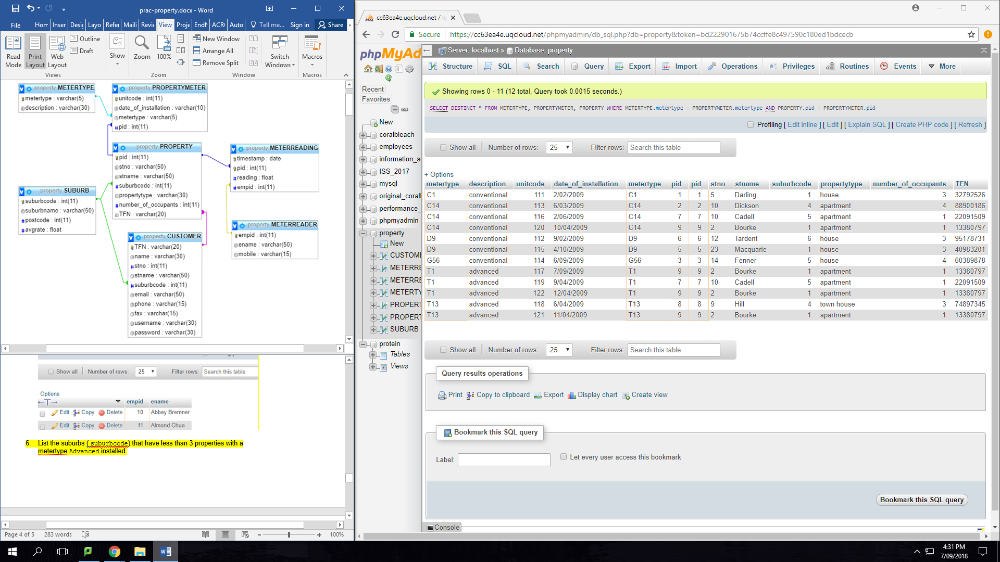 prac-property.docx - Word
File
Hom
Inser
Desig
Layo
Refer
Maili
Revie
View
Proje
EndN
ACRO
Auto
Tell me...
Sign in
Share
Read Mode
Print Layout
Web Layout
Outline
Draft
Views
Show
Zoom
100%
Zoom
New Window
Arrange All
Remove Split
Window
Switch Windows
Macros
Macros
property METERTYPE
metertype : varchar(5)
description : varchar(30)
property PROPERTYMETER
unitcode : int(11)
date_of_installation : varchar(10)
metertype : varchar(5)
pid : int(11)
property PROPERTY
pid : int(11)
stno : varchar(50)
stname : varchar(50)
suburbcode : int(11)
propertytype : varchar(30)
number_of_occupants : int(11)
TFN : varchar(20)
property METERREADING
timestamp : date
pid : int(11)
reading : float
empid : int(11)
property SUBURB
suburbcode : int(11)
suburbname : varchar(50)
postcode : int(11)
avgrate : float
property METERREADER
empid : int(11)
ename : varchar(50)
mobile : varchar(15)
property CUSTOMER
TFN : varchar(20)
name : varchar(30)
stno : int(11)
stname : varchar(50)
suburbcode : int(11)
email : varchar(50)
phone : varchar(15)
fax : varchar(15)
username : varchar(30)
password : varchar(30)
Show all Number of rows: 25 Filter rows: Search this table
Options
empid ename
Edit Copy Delete 10 Abbey Bremner
Edit Copy Delete 11 Almond Chua
6. List the suburbs ( suburbcode) that have less than 3 properties with a
metertype Advanced installed.
Page 4 of 5 283 words 100%
cc63ea4e.uqcloud.net / lo
Secure https://cc63ea4e.uqcloud.net/phpmyadmin/db_sql.php?db=property&token=bd222901675b74ccffe8c497590c180ed1bdcecb
phpMyAd
Recent
Favorites
New
coralbleach
employees
information_s
ISS_2017
mysql
original_coral
performance_
phpmyadmin
property
New
CUSTOME
METERRE
METERRE
METERTY
PROPERT
PROPERT
SUBURB
protein
Tables
Views
Server: localhost » Database: property
Structure SQL Search Query Export Import Operations Privileges Routines Events More
Showing rows 0 - 11 (12 total, Query took 0.0015 seconds.)
SELECT DISTINCT * FROM METERTYPE, PROPERTYMETER, PROPERTY WHERE METERTYPE.metertype = PROPERTYMETER.metertype AND PROPERTY.pid = PROPERTYMETER.pid
Profiling [ Edit inline ] [ Edit ] [ Explain SQL ] [ Create PHP code ] [ Refresh ]
Show all Number of rows: 25 Filter rows: Search this table
+ Options
metertype description unitcode date_of_installation metertype pid pid stno stname suburbcode propertytype number_of_occupants TFN
C1 conventional 111 2/02/2009 C1 1 1 5 Darling 1 house 3 32792526
C14 conventional 113 6/03/2009 C14 2 2 10 Dickson 4 apartment 4 88900186
C14 conventional 116 2/06/2009 C14 7 7 10 Cadell 5 apartment 1 22091509
C14 conventional 120 10/04/2009 C14 9 9 2 Bourke 1 apartment 1 13380797
D9 conventional 112 9/02/2009 D9 6 6 12 Tardent 6 house 3 95178731
D9 conventional 115 4/10/2009 D9 5 5 23 Macquarie 1 house 3 40983201
G56 conventional 114 6/09/2009 G56 3 3 14 Fenner 5 house 4 60389878
T1 advanced 117 7/09/2009 T1 9 9 2 Bourke 1 apartment 1 13380797
T1 advanced 119 9/04/2009 T1 7 7 10 Cadell 5 apartment 1 22091509
T1 advanced 122 12/04/2009 T1 9 9 2 Bourke 1 apartment 1 13380797
T13 advanced 118 6/04/2009 T13 8 8 9 Hill 4 town house 3 74897345
T13 advanced 121 11/04/2009 T13 9 9 2 Bourke 1 apartment 1 13380797
Show all Number of rows: 25 Filter rows: Search this table
Query results operations
Print Copy to clipboard Export Display chart Create view
Bookmark this SQL query
Label: Let every user access this bookmark
Bookmark this SQL query
Console
4:31 PM
7/09/2018